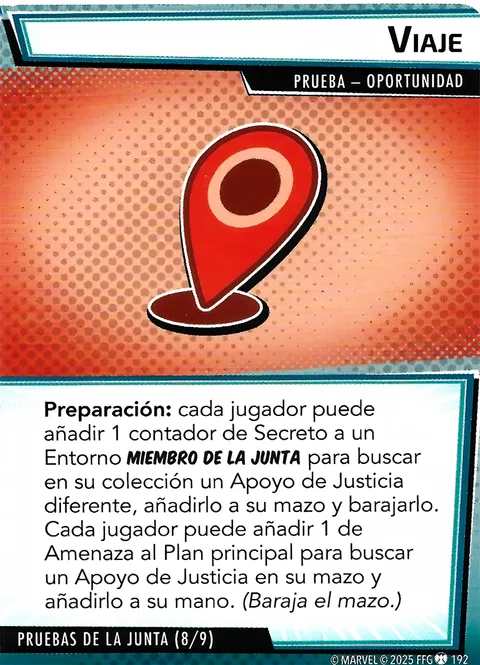 VIAJE
PRUEBA – OPORTUNIDAD
Preparación: cada jugador puede
añadir 1 contador de Secreto a un
Entorno MIEMBRO DE LA JUNTA para buscar
en su colección un Apoyo de Justicia
diferente, añadirlo a su mazo y barajarlo.
Cada jugador puede añadir 1 de
Amenaza al Plan principal para buscar
un Apoyo de Justicia en su mazo y
añadirlo a su mano. (Baraja el mazo.)
PRUEBAS DE LA JUNTA (8/9)
© MARVEL © 2025 FFG 192